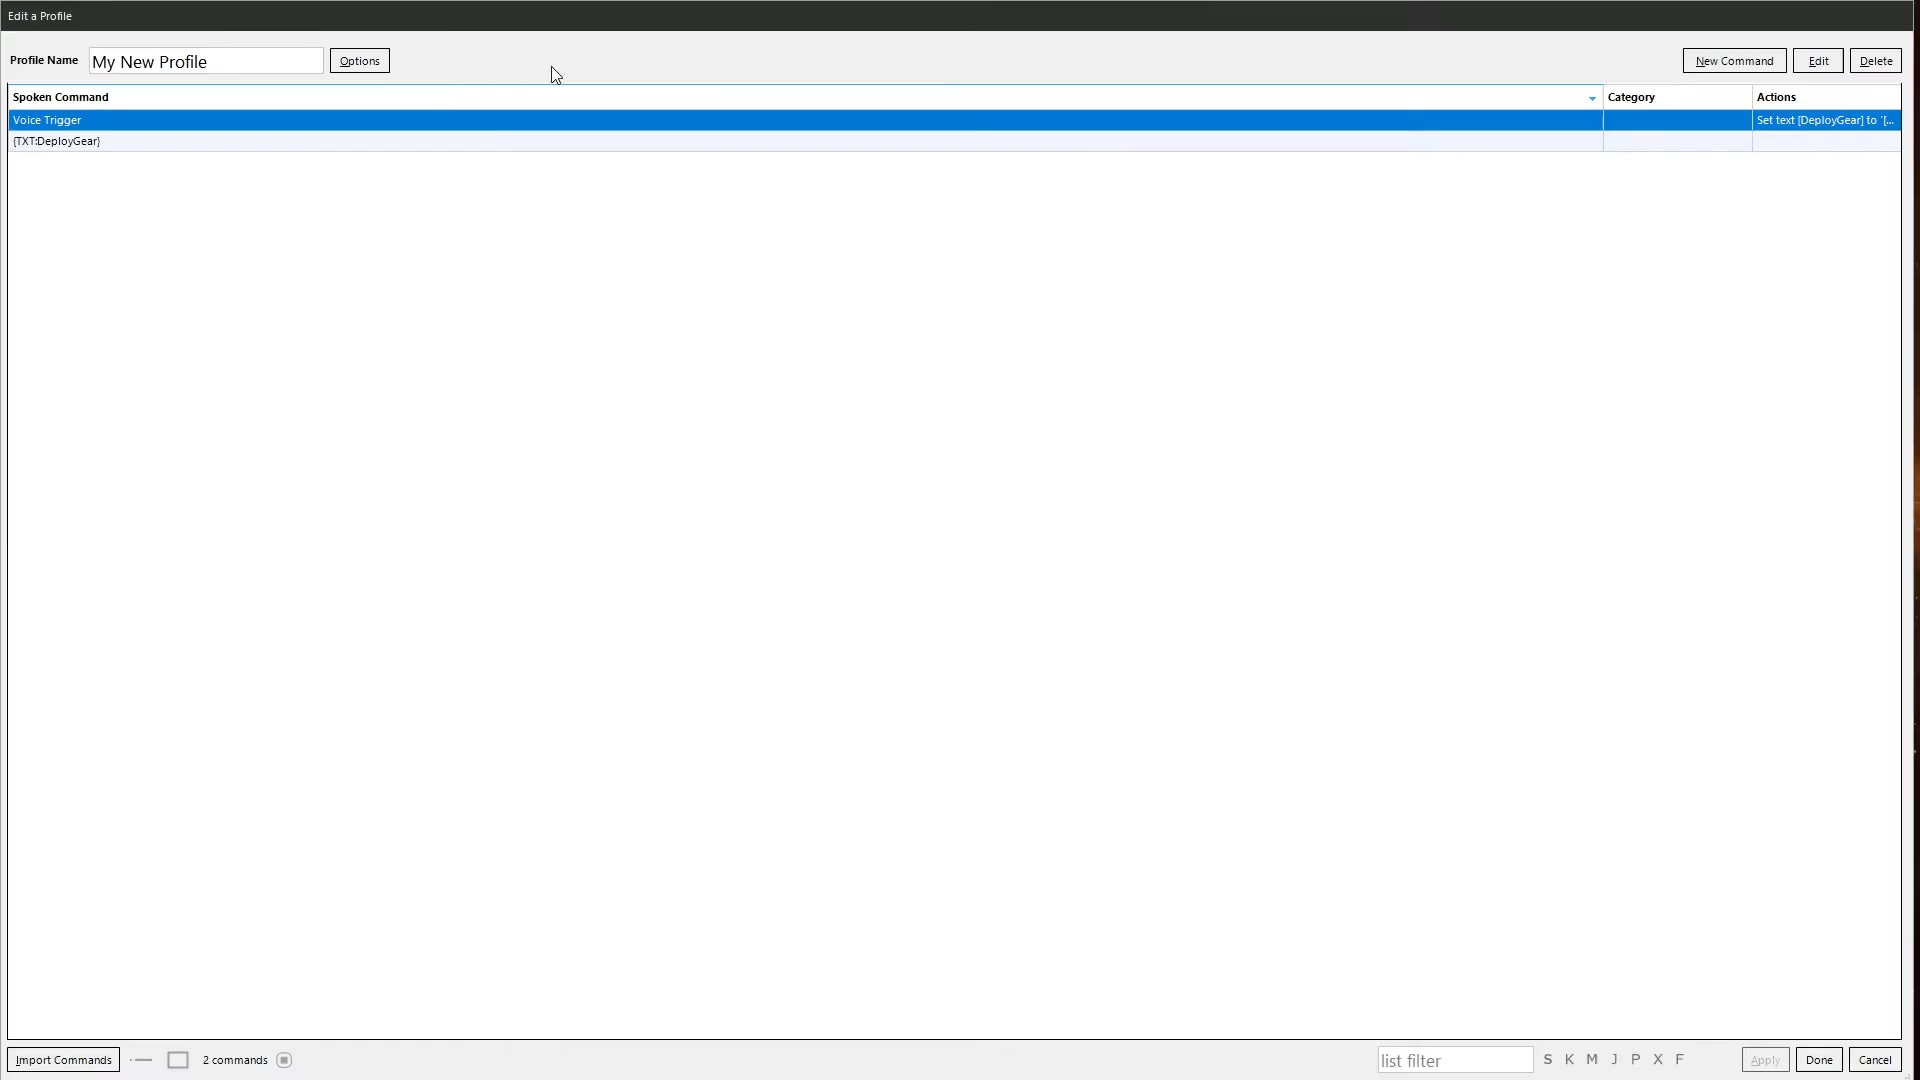 Edit a Profile
Profile Name My New Profile Options New Command Edit Delete
Spoken Command Category Actions
Voice Trigger Set text [DeployGear] to '[...
{TXT:DeployGear}
Import Commands 2 commands list filter S K M J P X F Apply Done Cancel